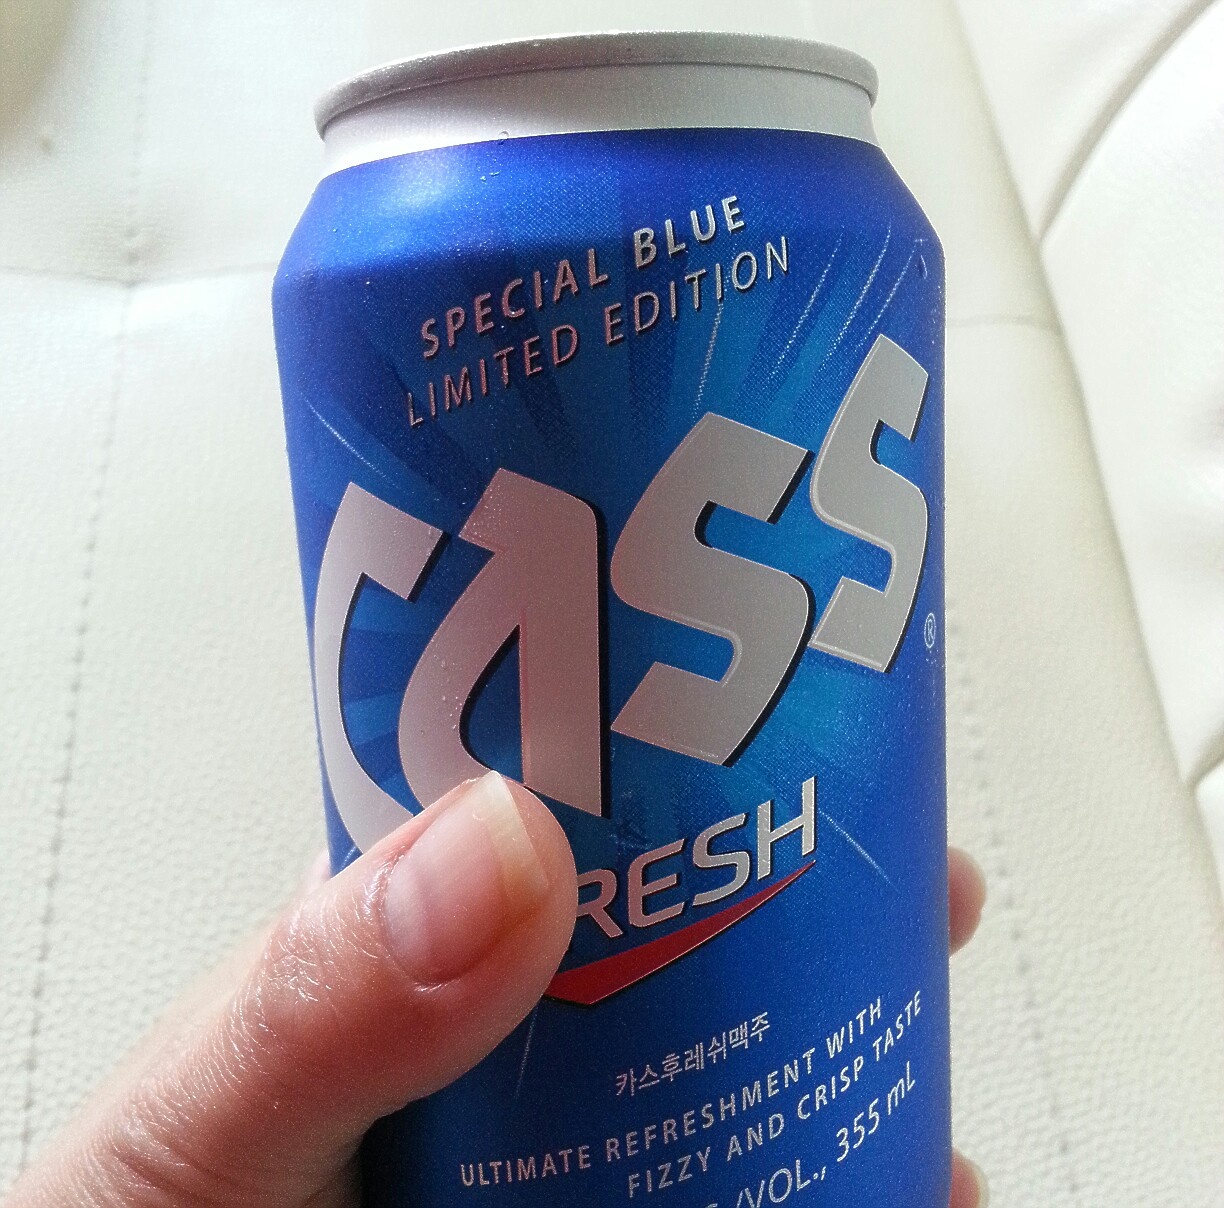 SPECIAL BLUE
LIMITED EDITION
CASS
®
RESH
카스후레쉬맥주
ULTIMATE REFRESHMENT WITH
FIZZY AND CRISP TASTE
/VOL., 355 mL